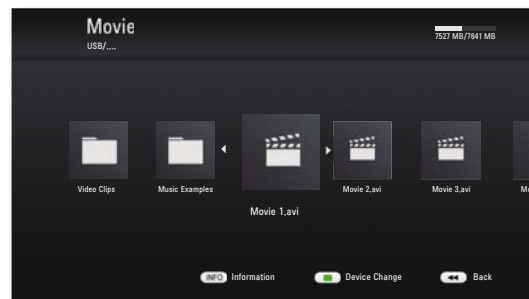 Movie
USB/....
7527 MB/7641 MB
Video Clips
Music Examples
Movie 1.avi
Movie 2.avi
Movie 3.avi
INFO Information
Device Change
Back